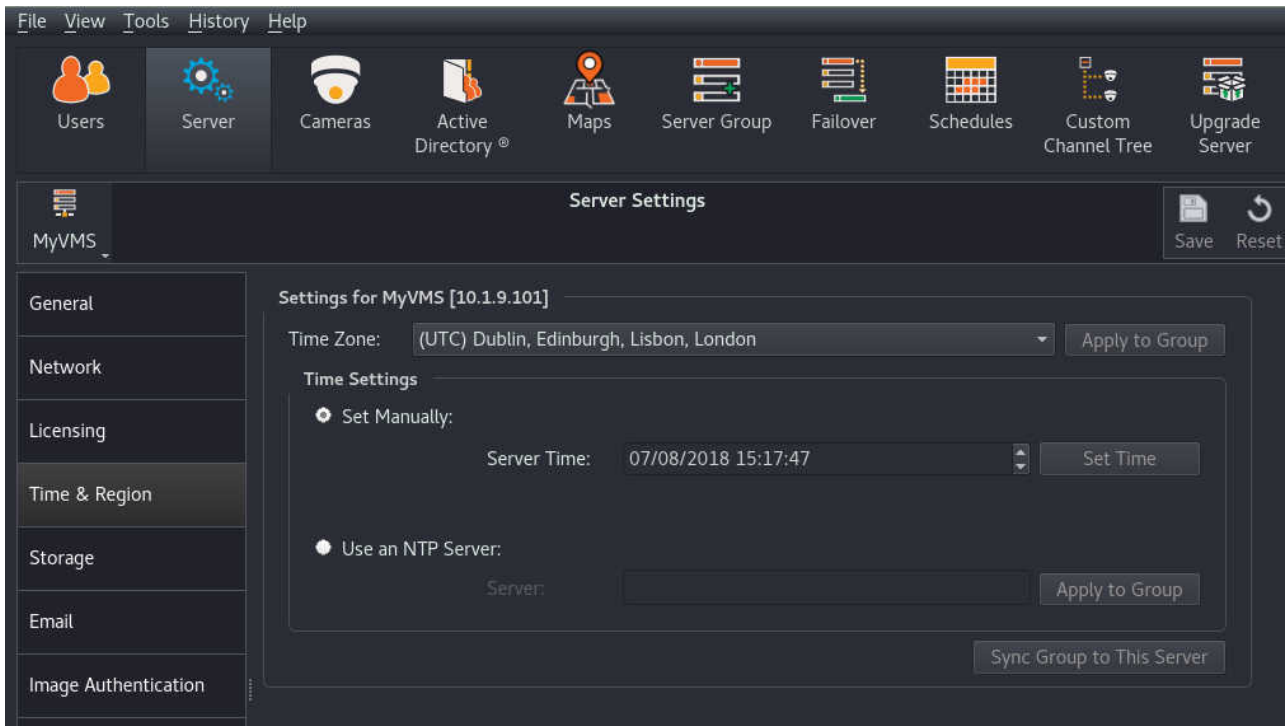 File View Tools History Help
Users
Server
Cameras
Active
Directory ®
Maps
Server Group
Failover
Schedules
Custom
Channel Tree
Upgrade
Server
MyVMS
Server Settings
Save
Reset
General
Network
Licensing
Time & Region
Storage
Email
Image Authentication
Settings for MyVMS [10.1.9.101]
Time Zone: (UTC) Dublin, Edinburgh, Lisbon, London Apply to Group
Time Settings
Set Manually:
Server Time: 07/08/2018 15:17:47 Set Time
Use an NTP Server:
Server: Apply to Group
Sync Group to This Server